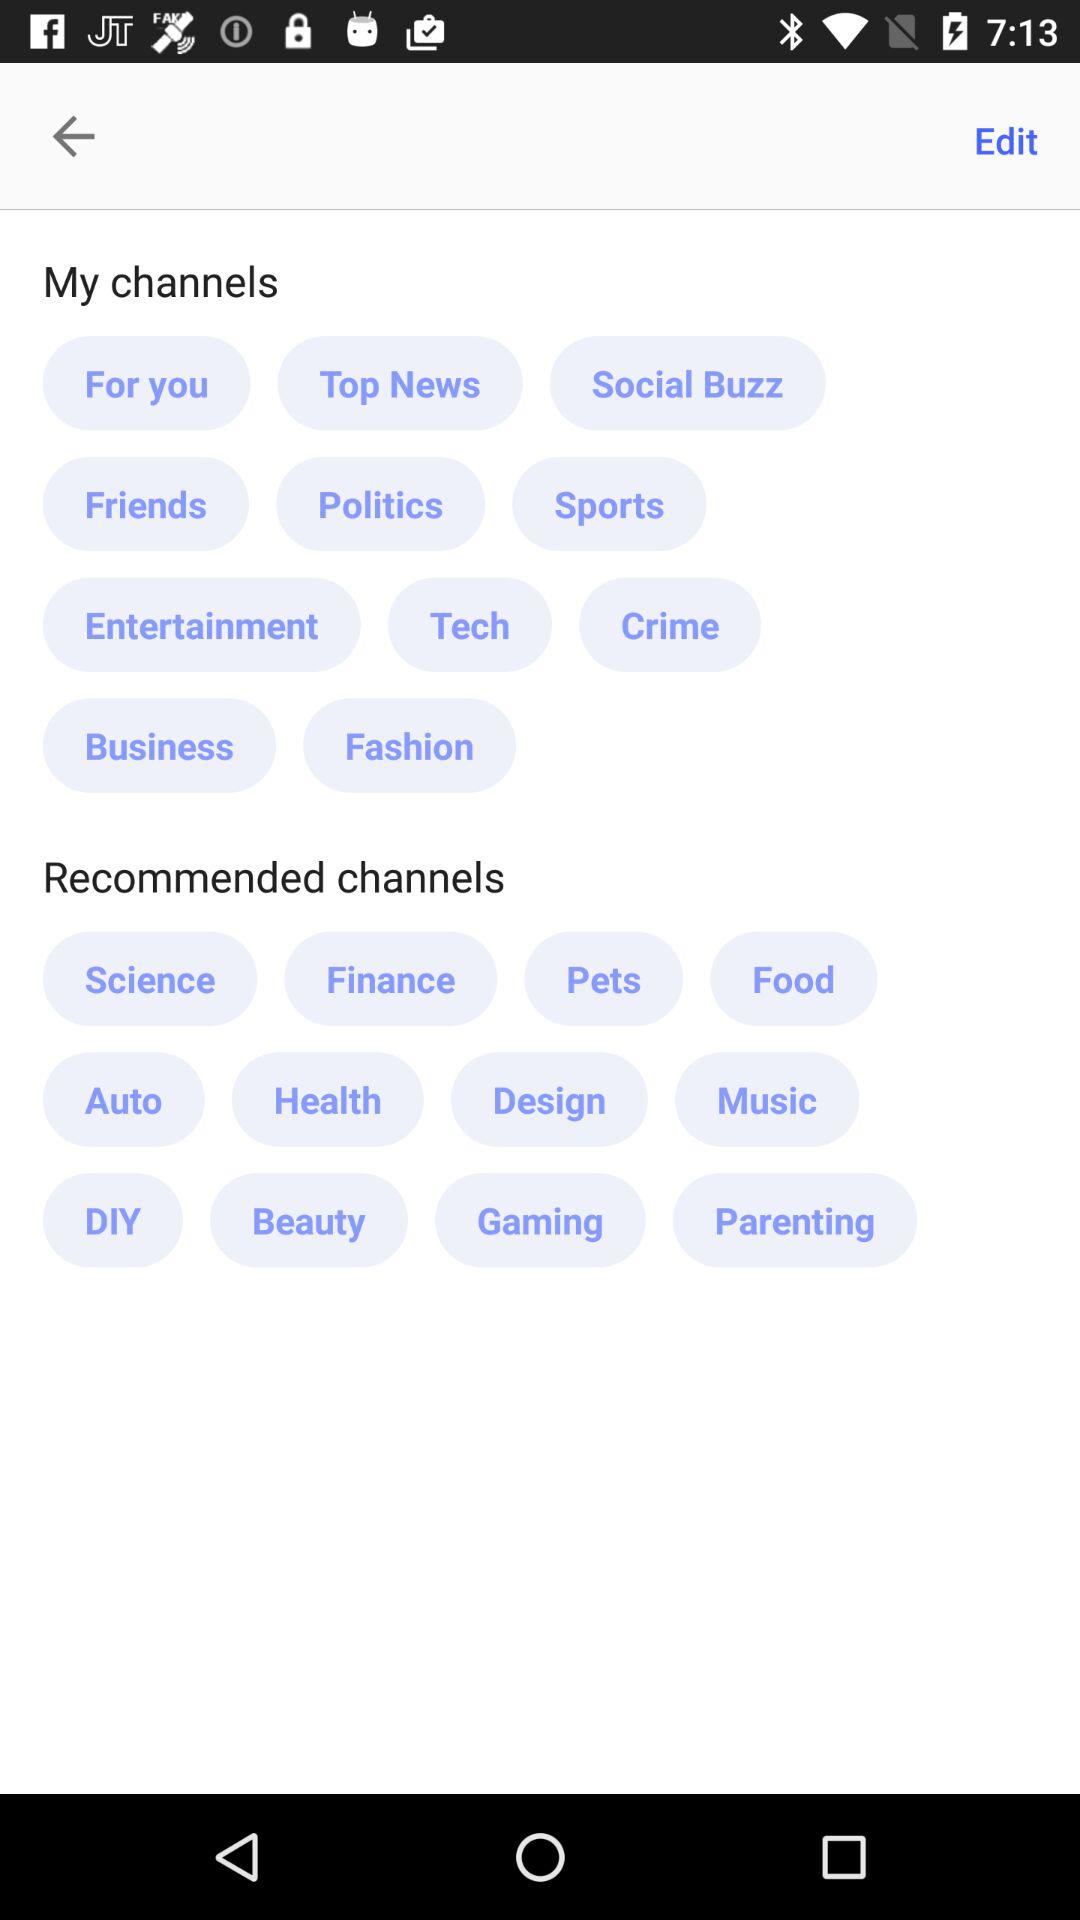 FAKE 7:13
Edit
My channels
For you Top News Social Buzz
Friends Politics Sports
Entertainment Tech Crime
Business Fashion
Recommended channels
Science Finance Pets Food
Auto Health Design Music
DIY Beauty Gaming Parenting